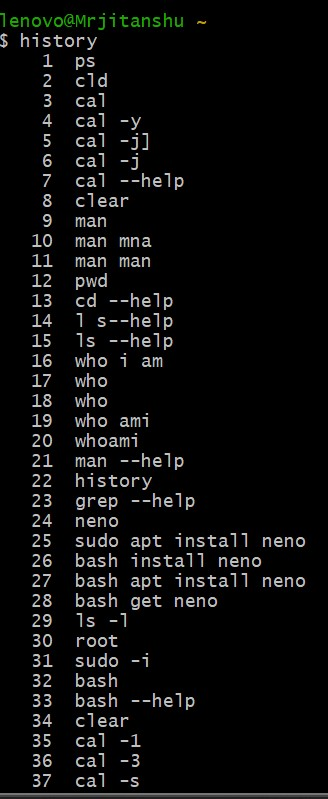 lenovo@Mrjitanshu ~
$ history
1 ps
2 cld
3 cal
4 cal -y
5 cal -j]
6 cal -j
7 cal --help
8 clear
9 man
10 man mna
11 man man
12 pwd
13 cd --help
14 l s--help
15 ls --help
16 who i am
17 who
18 who
19 who ami
20 whoami
21 man --help
22 history
23 grep --help
24 neno
25 sudo apt install neno
26 bash install neno
27 bash apt install neno
28 bash get neno
29 ls -l
30 root
31 sudo -i
32 bash
33 bash --help
34 clear
35 cal -1
36 cal -3
37 cal -s